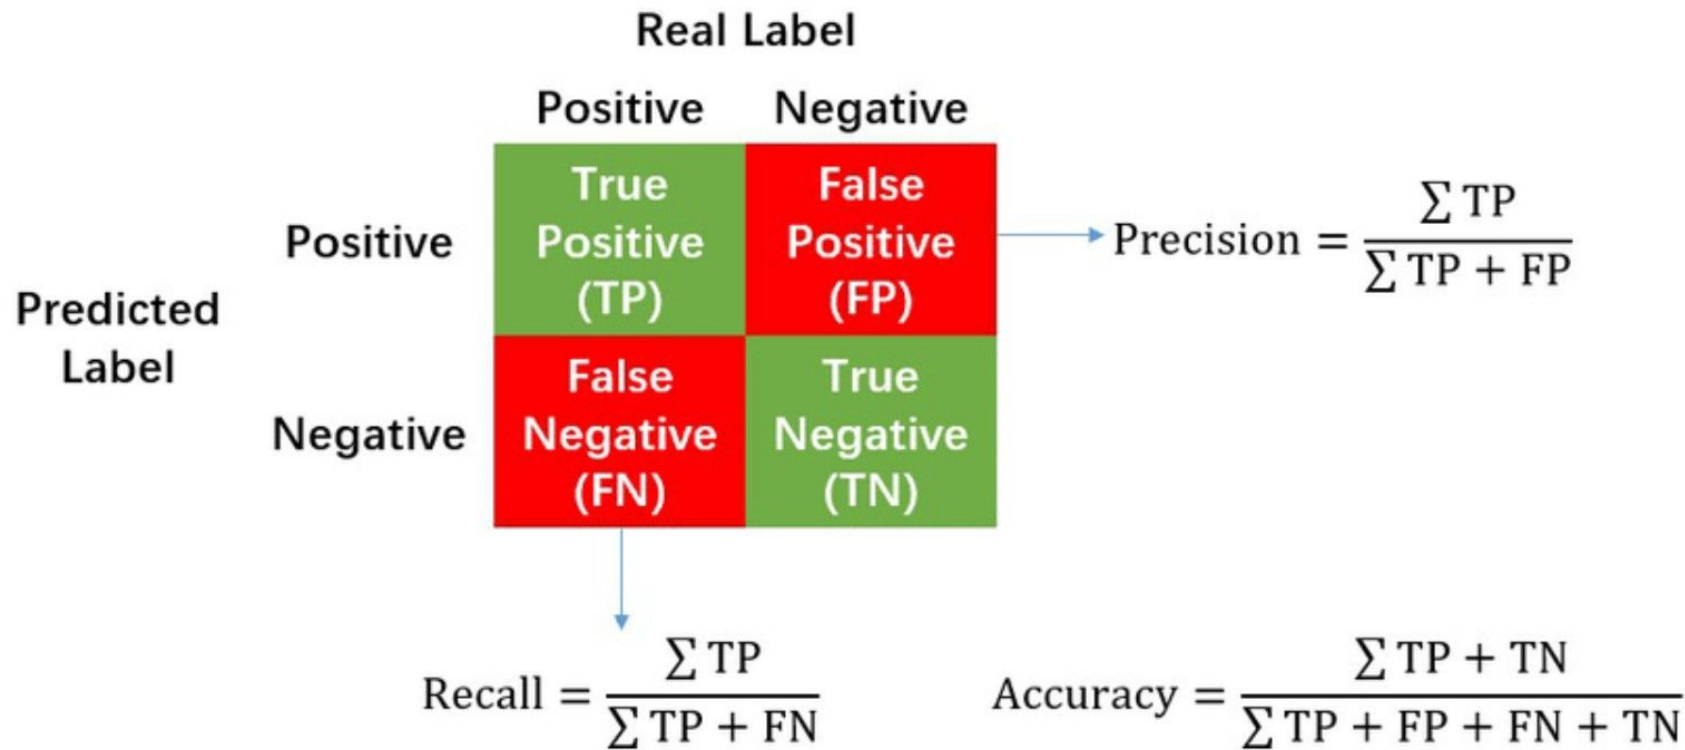 Real Label
Positive Negative
True Positive (TP)
False Positive (FP)
Positive
Precision = ∑ TP / ∑ TP + FP
Predicted Label
False Negative (FN)
True Negative (TN)
Negative
Recall = ∑ TP / ∑ TP + FN
Accuracy = ∑ TP + TN / ∑ TP + FP + FN + TN